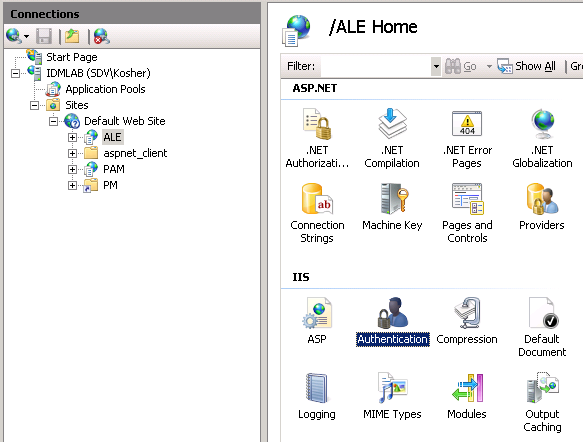 Connections
Start Page
IDMLAB (SDV\Kosher)
Application Pools
Sites
Default Web Site
ALE
aspnet_client
PAM
PM
/ALE Home
Filter: Go Show All Gro
ASP.NET
.NET Authorizati... .NET Compilation .NET Error Pages .NET Globalization
404
Connection Strings Machine Key Pages and Controls Providers
ab
IIS
ASP Authentication Compression Default Document
Logging MIME Types Modules Output Caching